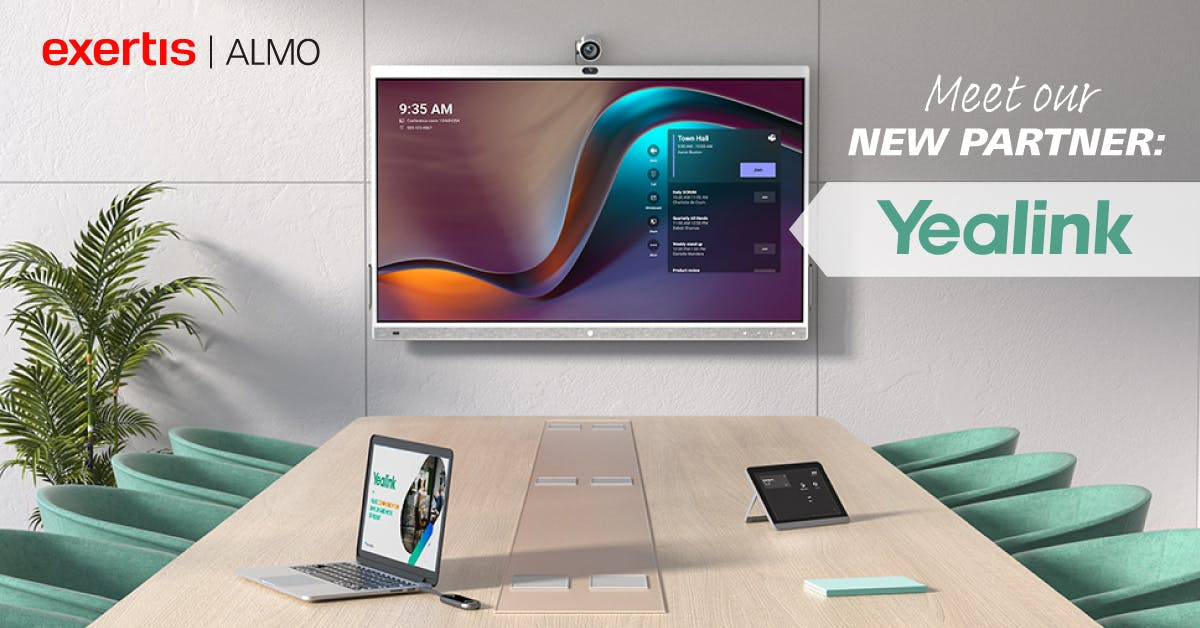 exertis | ALMO
Meet our
NEW PARTNER:
Yealink
9:35 AM
Town Hall
Join
Daily SCRUM
Quarterly All Hands
Weekly stand up
Product review
Yealink